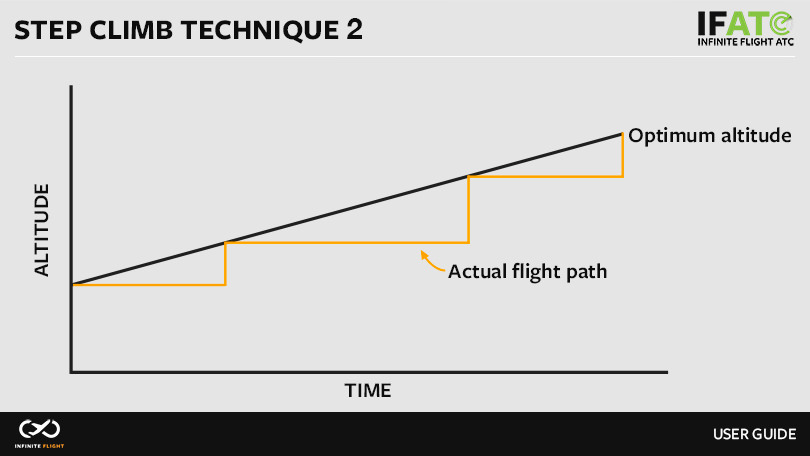 STEP CLIMB TECHNIQUE 2
IFATC
INFINITE FLIGHT ATC
Optimum altitude
ALTITUDE
Actual flight path
TIME
INFINITE FLIGHT
USER GUIDE